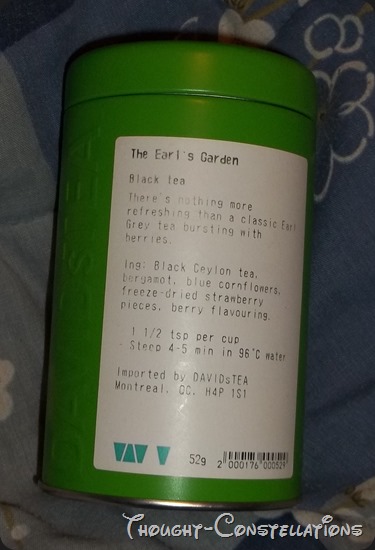 The Earl's Garden
Black tea
There's nothing more
refreshing than a classic Earl
Grey tea bursting with
berries.
Ing: Black Ceylon tea,
bergamot, blue cornflowers,
freeze-dried strawberry
pieces, berry flavouring.
1 1/2 tsp per cup
- Steep 4-5 min in 96°C water
Imported by DAVIDsTEA
Montreal, QC, H4P 1S1
52g
2 000176 000529
Thought-Constellations